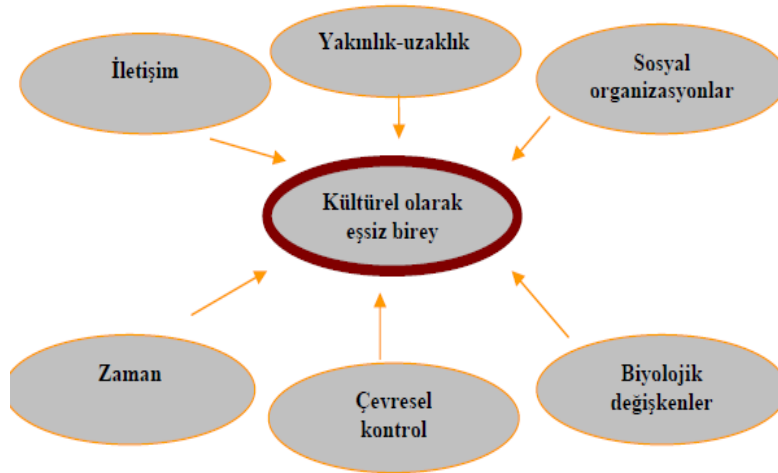 İletişim
Yakınlık-uzaklık
Sosyal
organizasyonlar
Kültürel olarak
eşsiz birey
Zaman
Çevresel
kontrol
Biyolojik
değişkenler